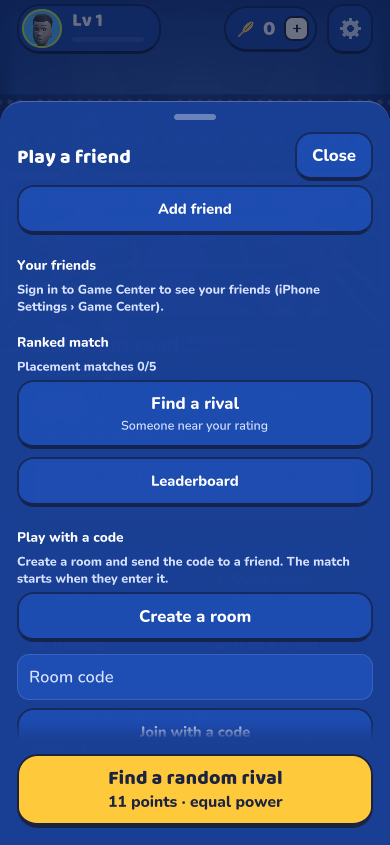 Lv 1
0
+
Play a friend
Close
Add friend
Your friends
Sign in to Game Center to see your friends (iPhone
Settings › Game Center).
Ranked match
Placement matches 0/5
Find a rival
Someone near your rating
Leaderboard
Play with a code
Create a room and send the code to a friend. The match
starts when they enter it.
Create a room
Room code
Join with a code
Find a random rival
11 points · equal power